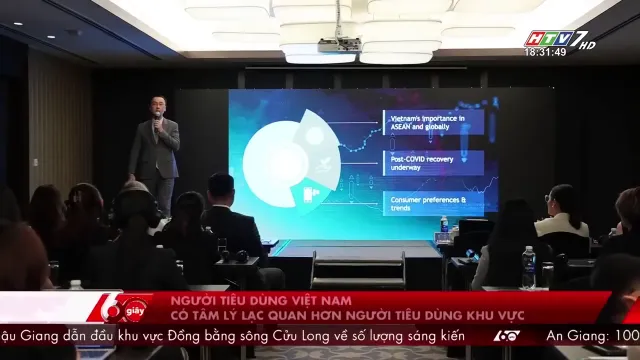 HTV7 HD
18:31:49
Vietnam's importance in
ASEAN and globally
Post-COVID recovery
underway
Consumer preferences &
trends
60 giây
NGƯỜI TIÊU DÙNG VIỆT NAM
CÓ TÂM LÝ LẠC QUAN HƠN NGƯỜI TIÊU DÙNG KHU VỰC
ậu Giang dẫn đầu khu vực Đồng bằng sông Cửu Long về số lượng sáng kiến
60
An Giang: 100